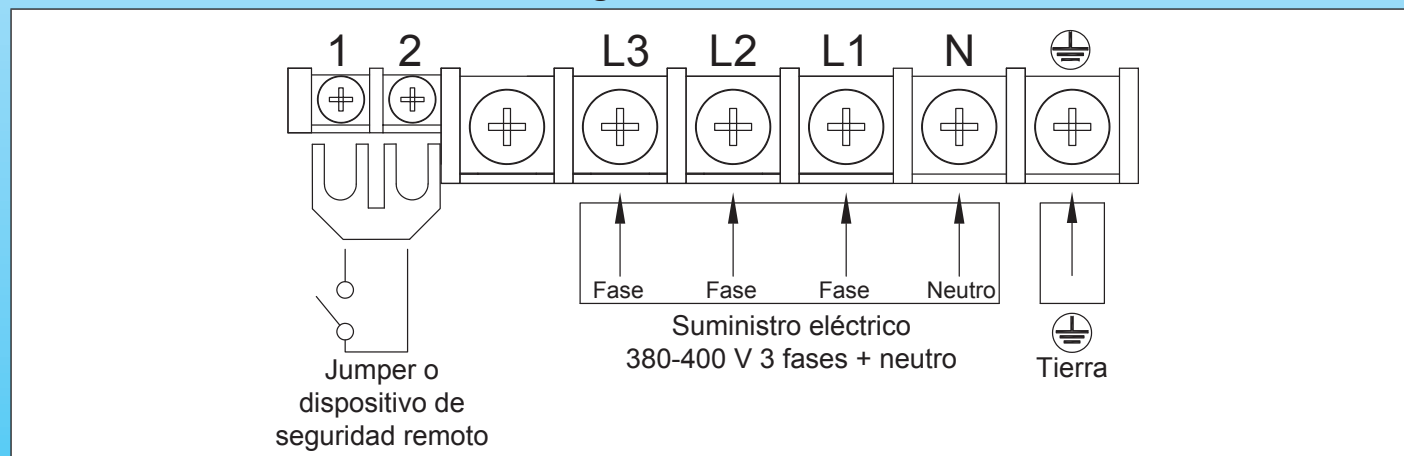 1 2 L3 L2 L1 N
Fase Fase Fase Neutro
Suministro eléctrico
380-400 V 3 fases + neutro
Tierra
Jumper o
dispositivo de
seguridad remoto